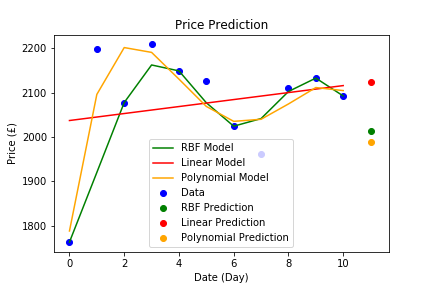 Price Prediction
2200
2100
2000
1900
1800
Price (£)
RBF Model
Linear Model
Polynomial Model
Data
RBF Prediction
Linear Prediction
Polynomial Prediction
0 2 4 6 8 10
Date (Day)